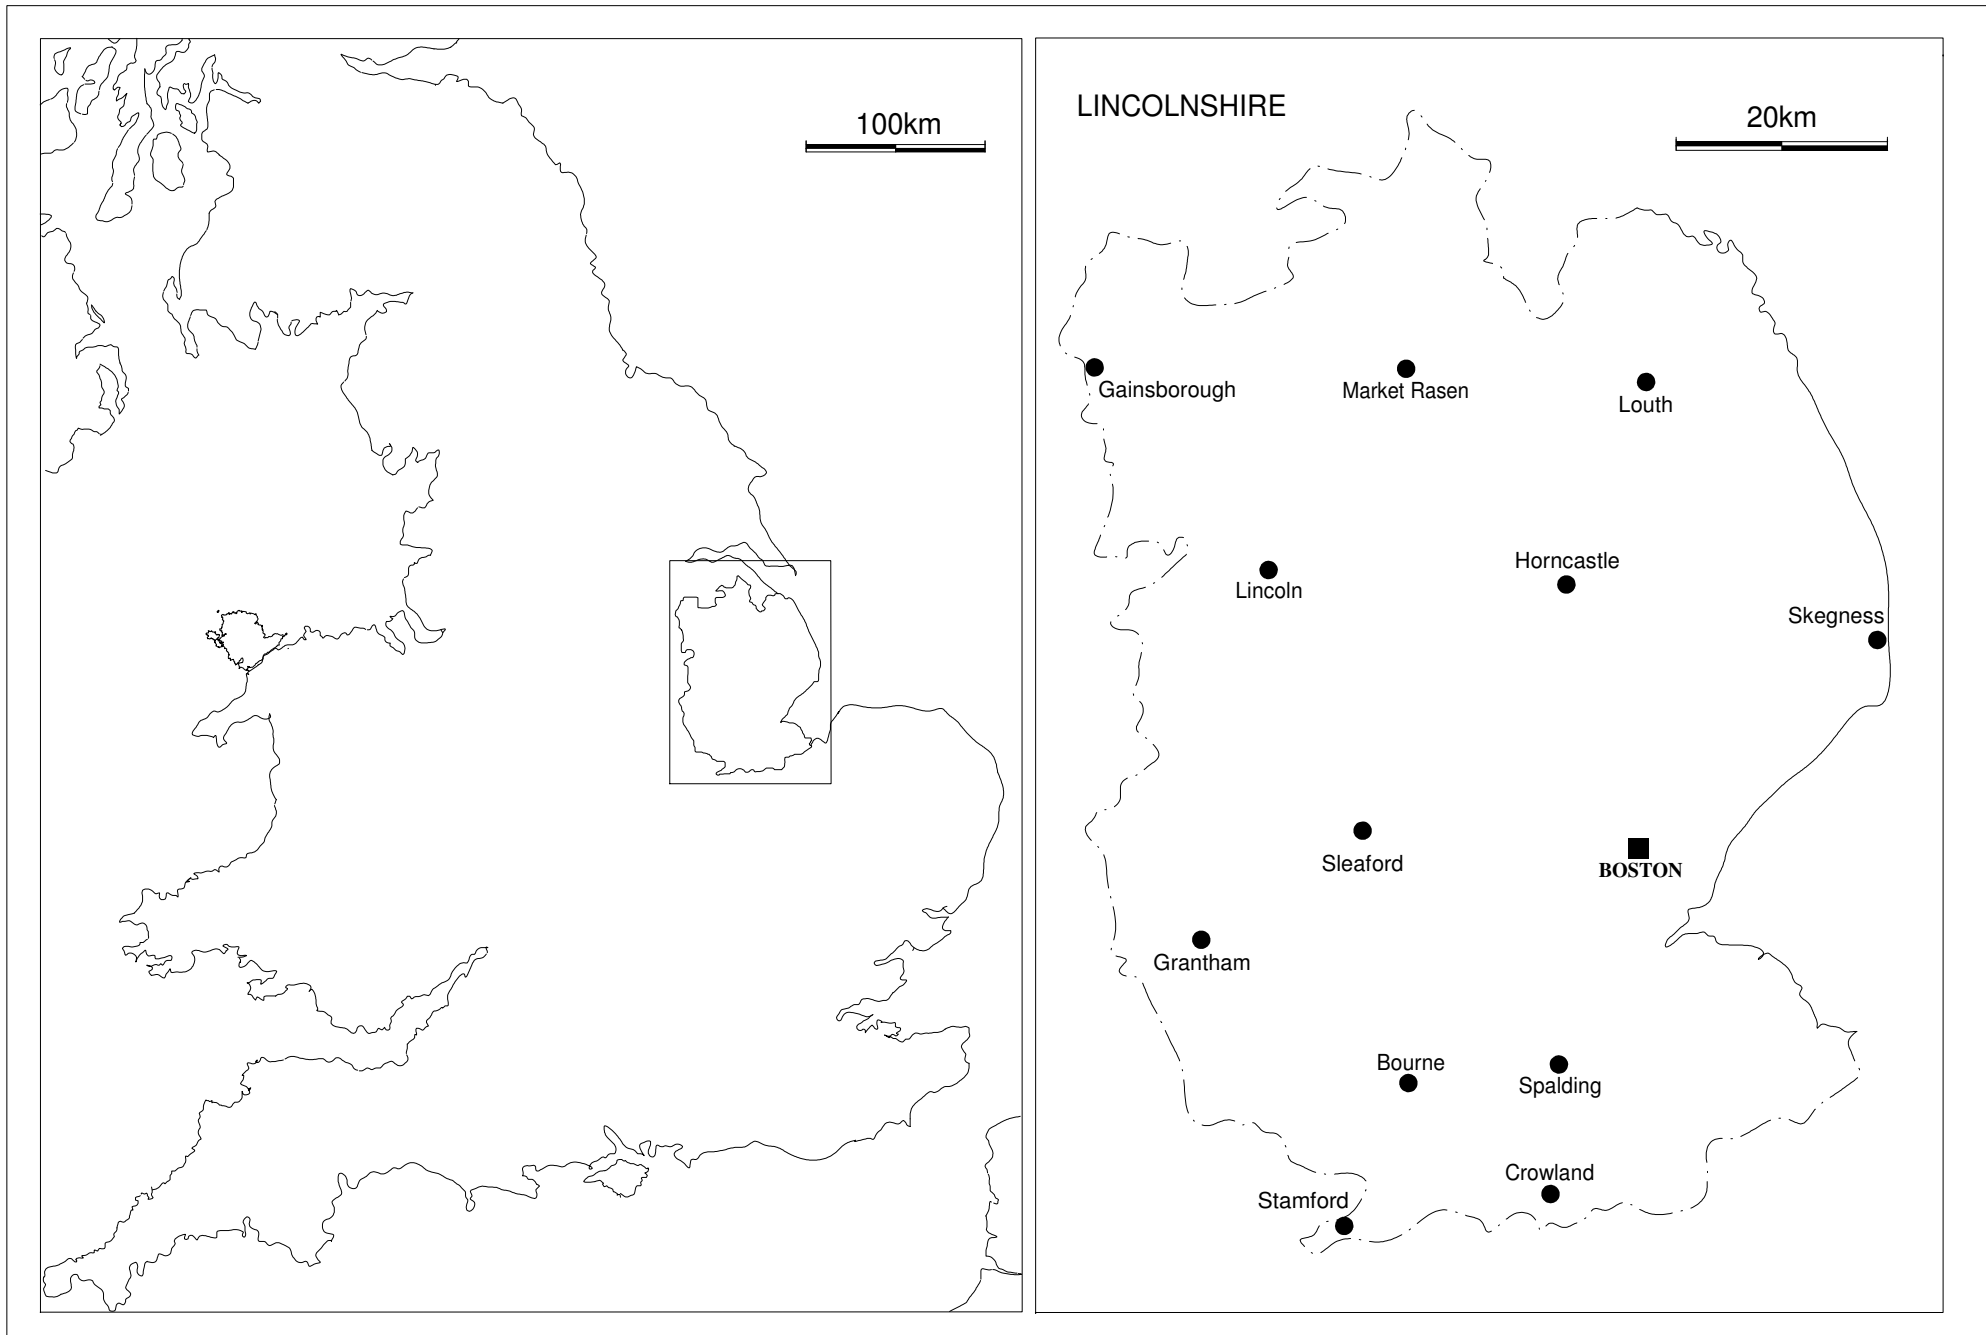 100km
LINCOLNSHIRE
20km
Gainsborough
Market Rasen
Louth
Horncastle
Lincoln
Skegness
Sleaford
BOSTON
Grantham
Bourne
Spalding
Crowland
Stamford